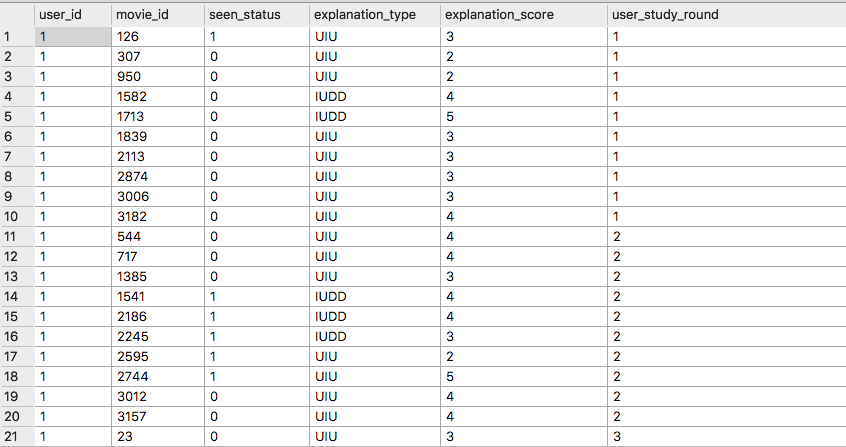 user_id movie_id seen_status explanation_type explanation_score user_study_round
1 1 126 1 UIU 3 1
2 1 307 0 UIU 2 1
3 1 950 0 UIU 2 1
4 1 1582 0 IUDD 4 1
5 1 1713 0 IUDD 5 1
6 1 1839 0 UIU 3 1
7 1 2113 0 UIU 3 1
8 1 2874 0 UIU 3 1
9 1 3006 0 UIU 3 1
10 1 3182 0 UIU 4 1
11 1 544 0 UIU 4 2
12 1 717 0 UIU 4 2
13 1 1385 0 UIU 3 2
14 1 1541 1 IUDD 4 2
15 1 2186 1 IUDD 4 2
16 1 2245 1 IUDD 3 2
17 1 2595 1 UIU 2 2
18 1 2744 1 UIU 5 2
19 1 3012 0 UIU 4 2
20 1 3157 0 UIU 4 2
21 1 23 0 UIU 3 3